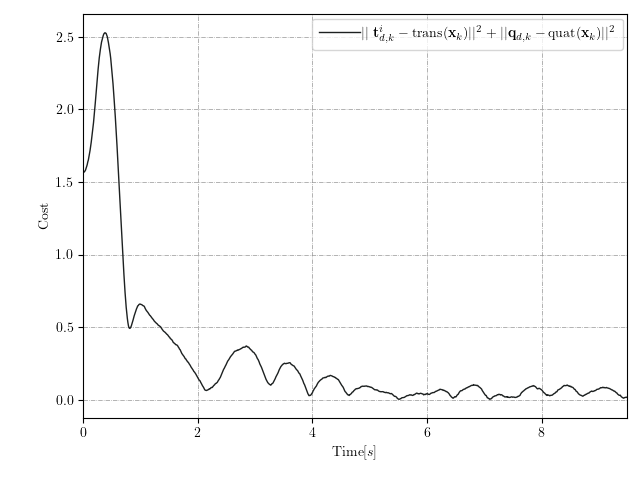 || t^i_{d,k} − trans(x_k)||² + ||q_{d,k} − quat(x_k)||²
2.5
2.0
1.5
1.0
0.5
0.0
Cost
0 2 4 6 8
Time[s]